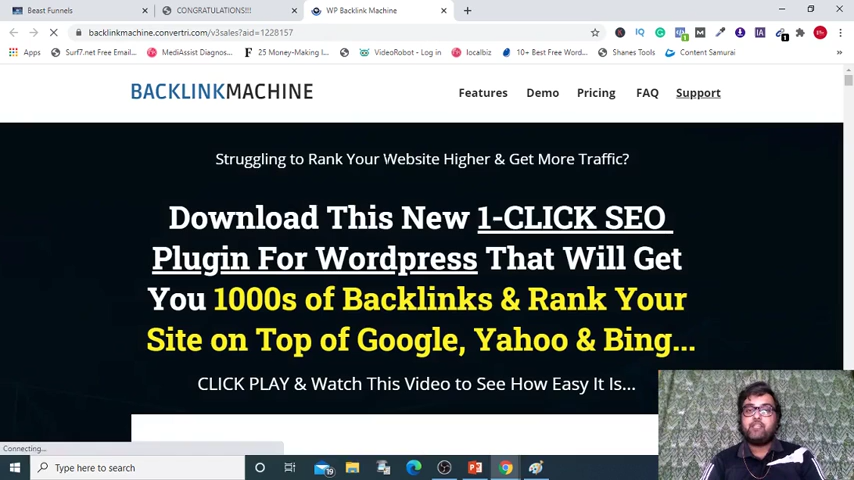 Beast Funnels
CONGRATULATIONS!!!
WP Backlink Machine
backlinkmachine.convertri.com/v3sales?aid=1228157
Apps
Surf7.net Free Email...
MediAssist Diagnos...
25 Money-Making I...
VideoRobot - Log in
localbiz
10+ Best Free Wor...
Shanes Tools
Content Samurai
BACKLINKMACHINE
Features
Demo
Pricing
FAQ
Support
Struggling to Rank Your Website Higher & Get More Traffic?
Download This New 1-CLICK SEO
Plugin For Wordpress That Will Get
You 1000s of Backlinks & Rank Your
Site on Top of Google, Yahoo & Bing...
CLICK PLAY & Watch This Video to See How Easy It Is...
Connecting...
Type here to search
19